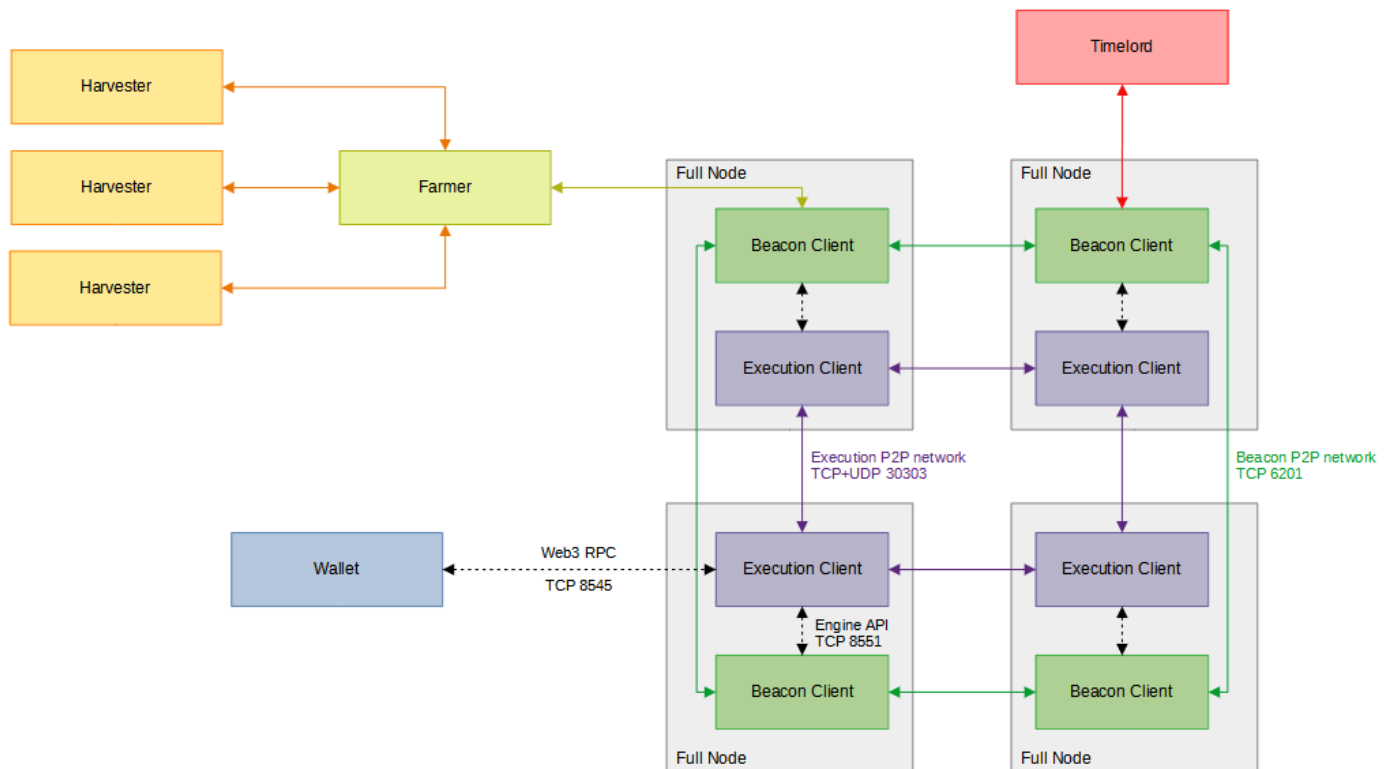 Timelord
Harvester
Full Node
Full Node
Harvester
Farmer
Beacon Client
Beacon Client
Harvester
Execution Client
Execution Client
Execution P2P network
TCP+UDP 30303
Beacon P2P network
TCP 6201
Wallet
Web3 RPC
TCP 8545
Execution Client
Execution Client
Engine API
TCP 8551
Beacon Client
Beacon Client
Full Node
Full Node